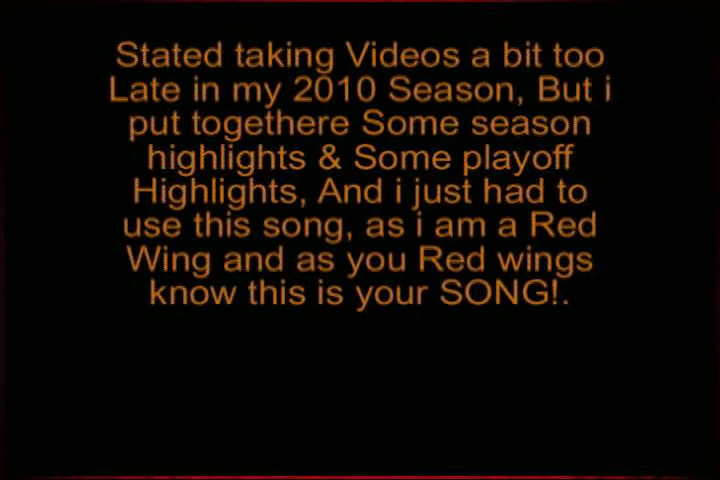 Stated taking Videos a bit too
Late in my 2010 Season, But i
put togethere Some season
highlights & Some playoff
Highlights, And i just had to
use this song, as i am a Red
Wing and as you Red wings
know this is your SONG!.